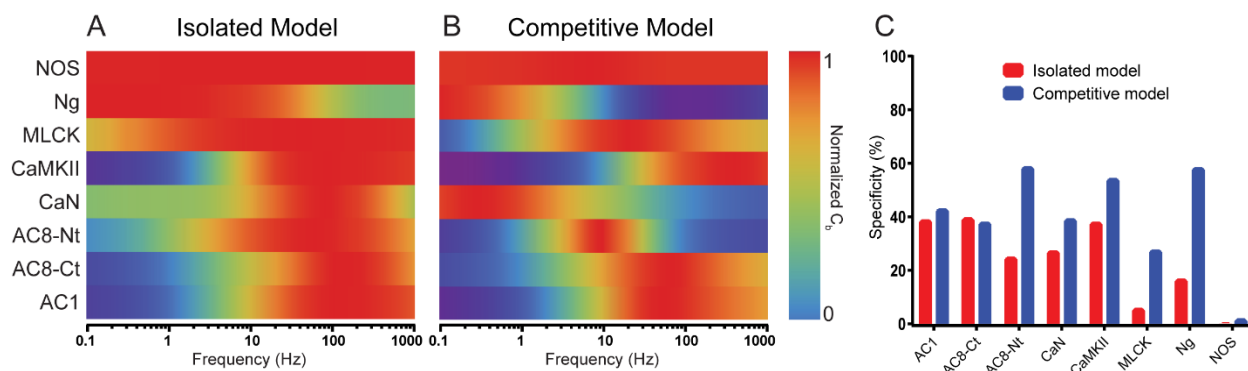 A Isolated Model
B Competitive Model
C
NOS
Ng
MLCK
CaMKII
CaN
AC8-Nt
AC8-Ct
AC1
0.1 1 10 100 1000
Frequency (Hz)
0.1 1 10 100 1000
Frequency (Hz)
1
Normalized Cb
0
Specificity (%)
100
80
60
40
20
0
Isolated model
Competitive model
AC1 AC8-Ct AC8-Nt CaN CaMKII MLCK Ng NOS